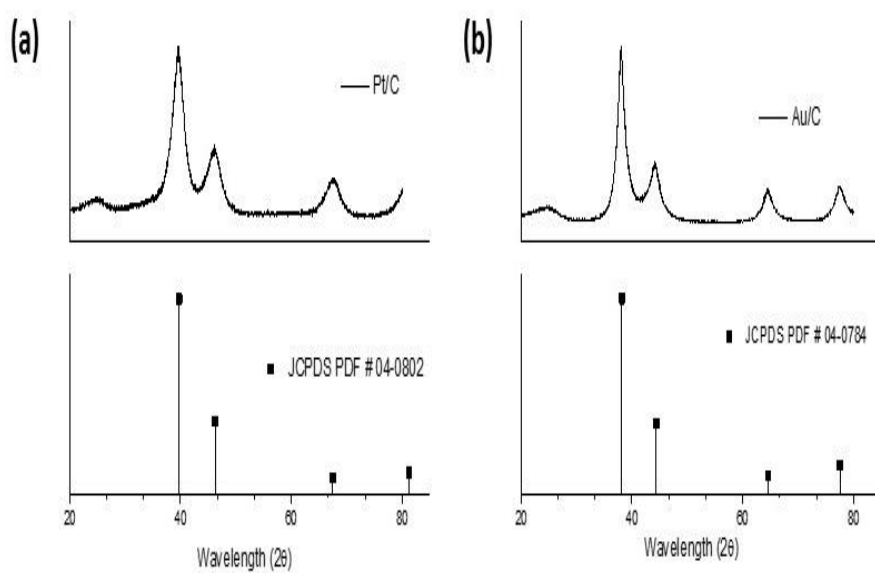 (a)
Pt/C
JCPDS PDF # 04-0802
20 40 60 80
Wavelength (2θ)
(b)
Au/C
JCPDS PDF # 04-0784
20 40 60 80
Wavelength (2θ)